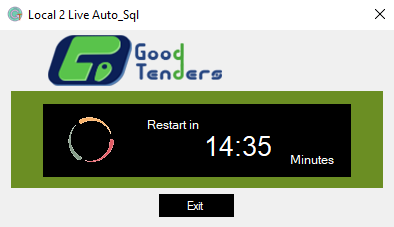 Local 2 Live Auto_Sql
Good
Tenders
Restart in
14:35
Minutes
Exit